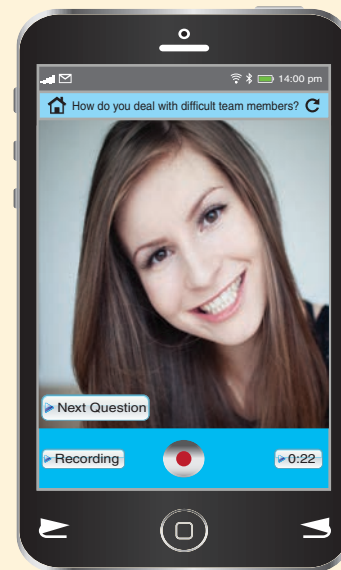 14:00 pm
How do you deal with difficult team members?
Next Question
Recording
0:22